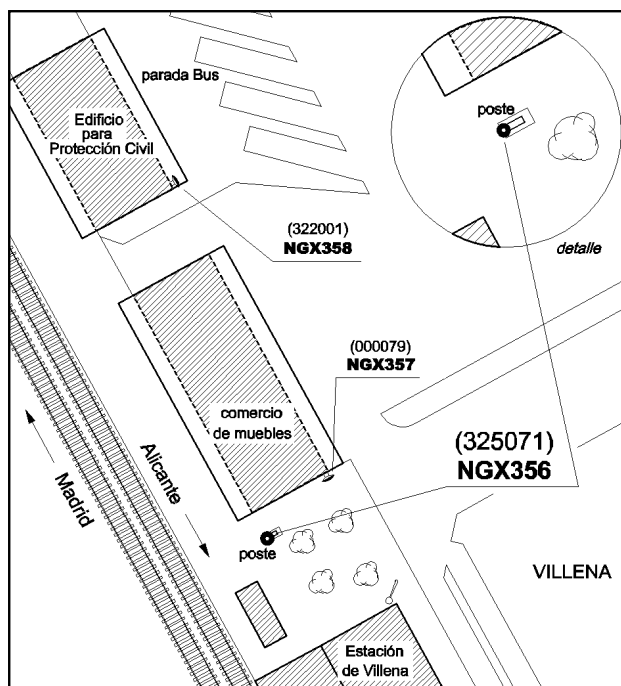 parada Bus
Edificio
para
Protección Civil
poste
detalle
(322001)
NGX358
(000079)
NGX357
comercio
de muebles
(325071)
NGX356
Madrid
Alicante
poste
VILLENA
Estación
de Villena